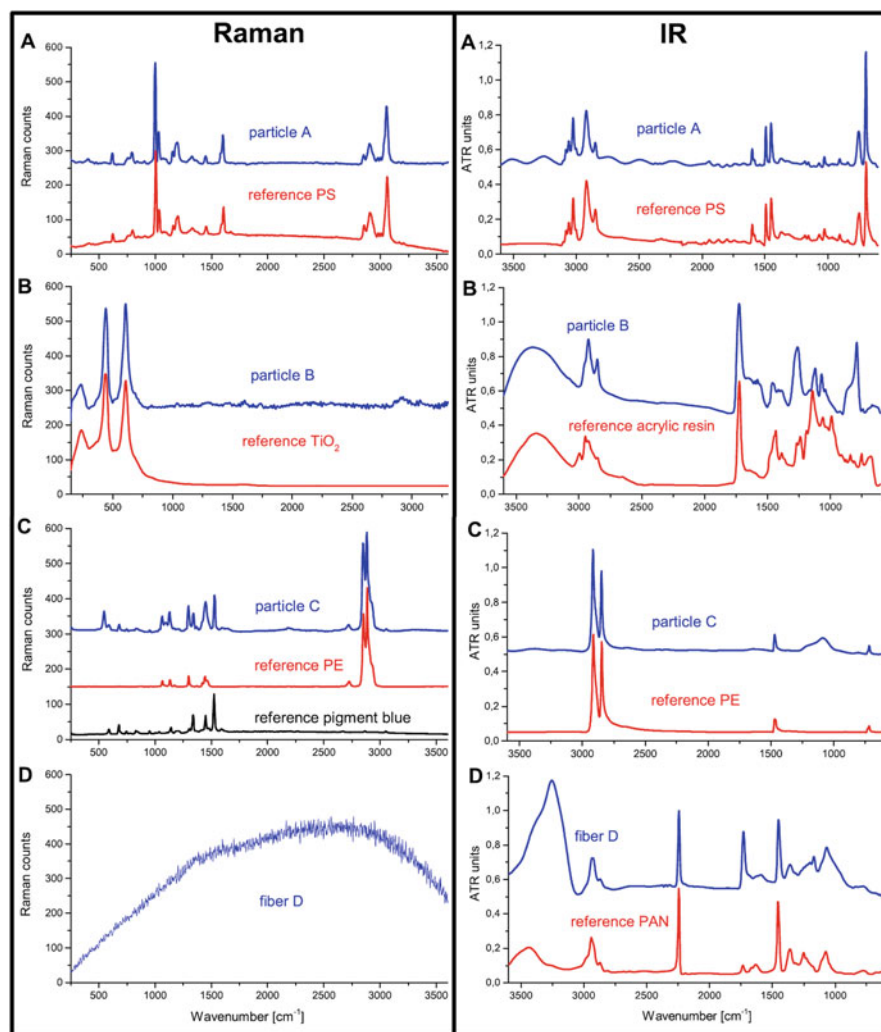 Raman
IR
A
600
500
400
300
200
100
0
Raman counts
particle A
reference PS
500 1000 1500 2000 2500 3000 3500
A
1,2
1,0
0,8
0,6
0,4
0,2
0,0
ATR units
particle A
reference PS
3600 3000 2500 2000 1500 900
B
600
500
400
300
200
100
0
Raman counts
particle B
reference TiO₂
500 1000 1500 2000 2500 3000
B
1,2
1,0
0,8
0,6
0,4
0,2
0,0
ATR units
particle B
reference acrylic resin
3600 3000 2500 2000 1500 1000
C
600
500
400
300
200
100
0
Raman counts
particle C
reference PE
reference pigment blue
500 1000 1500 2000 2500 3000 3500
C
1,2
1,0
0,8
0,6
0,4
0,2
0,0
ATR units
particle C
reference PE
3600 3000 2500 2000 1500 1000
D
600
500
400
300
200
100
0
Raman counts
fiber D
500 1000 1500 2000 2500 3000 3500
Wavenumber [cm⁻¹]
D
1,2
1,0
0,8
0,6
0,4
0,2
0,0
ATR units
fiber D
reference PAN
3600 3000 2500 2000 1500 1000
Wavenumber [cm⁻¹]